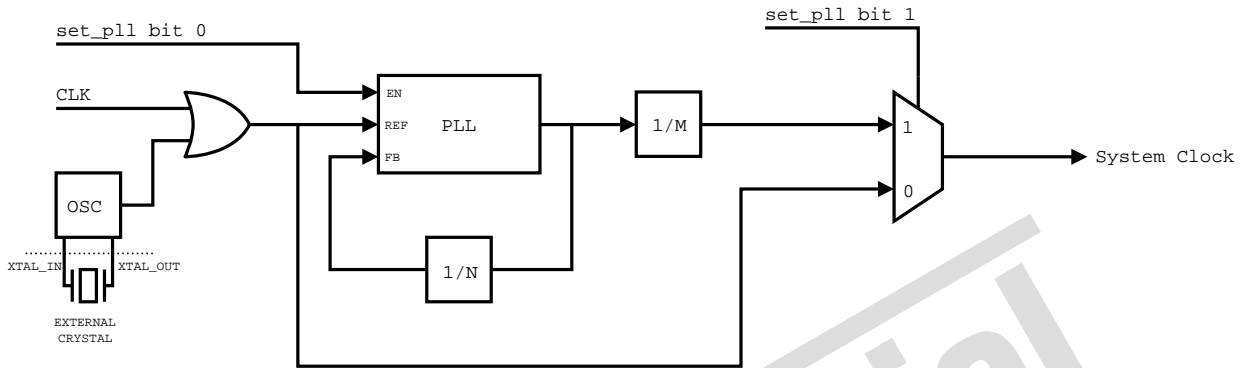 set_pll bit 0
set_pll bit 1
CLK
EN
REF
PLL
FB
1/M
1
0
System Clock
OSC
XTAL_IN
XTAL_OUT
1/N
EXTERNAL
CRYSTAL